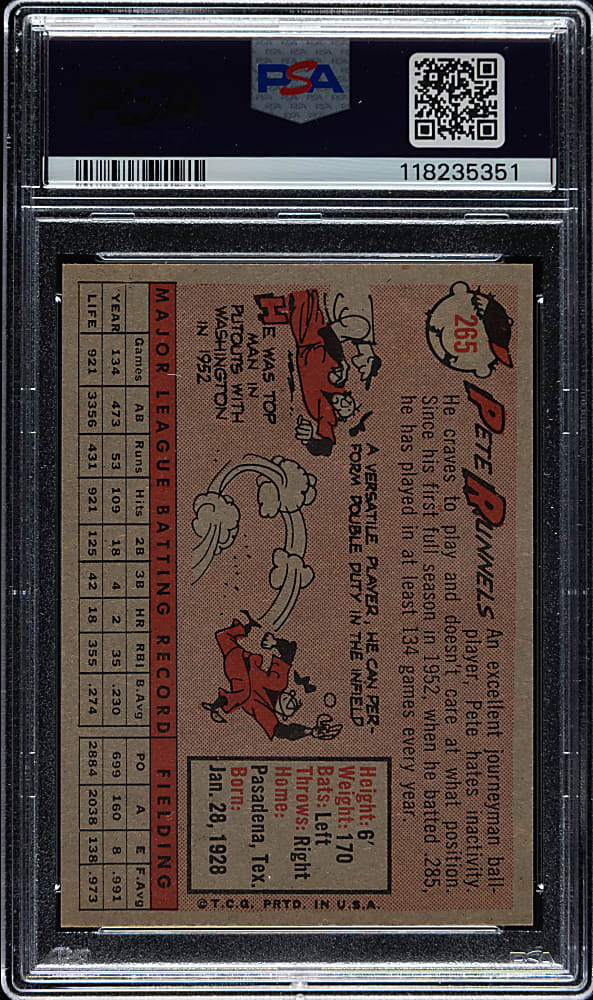 PSA
118235351
265
PETE RUNNELS An excellent journeyman ball-
player, Pete hates inactivity.
He craves to play and doesn't care at what position.
Since his first full season in 1952, when he batted .285,
he has played in at least 134 games every year.
HE WAS TOP
MAN IN
PUTOUTS WITH
WASHINGTON
IN 1952
A VERSATILE PLAYER, HE CAN PER-
FORM DOUBLE DUTY IN THE INFIELD
Height: 6'
Weight: 170
Bats: Left
Throws: Right
Home:
Pasadena, Tex.
Born:
Jan. 28, 1928
©T.C.G. PRTD. IN U.S.A.
MAJOR LEAGUE BATTING RECORD FIELDING
Games AB Runs Hits 2B 3B HR RBI B.Avg PO A E F.Avg
YEAR 134 473 53 109 18 4 2 35 .230 699 160 8 .991
LIFE 921 3356 431 921 125 42 18 355 .274 2884 2038 138 .973
PSA